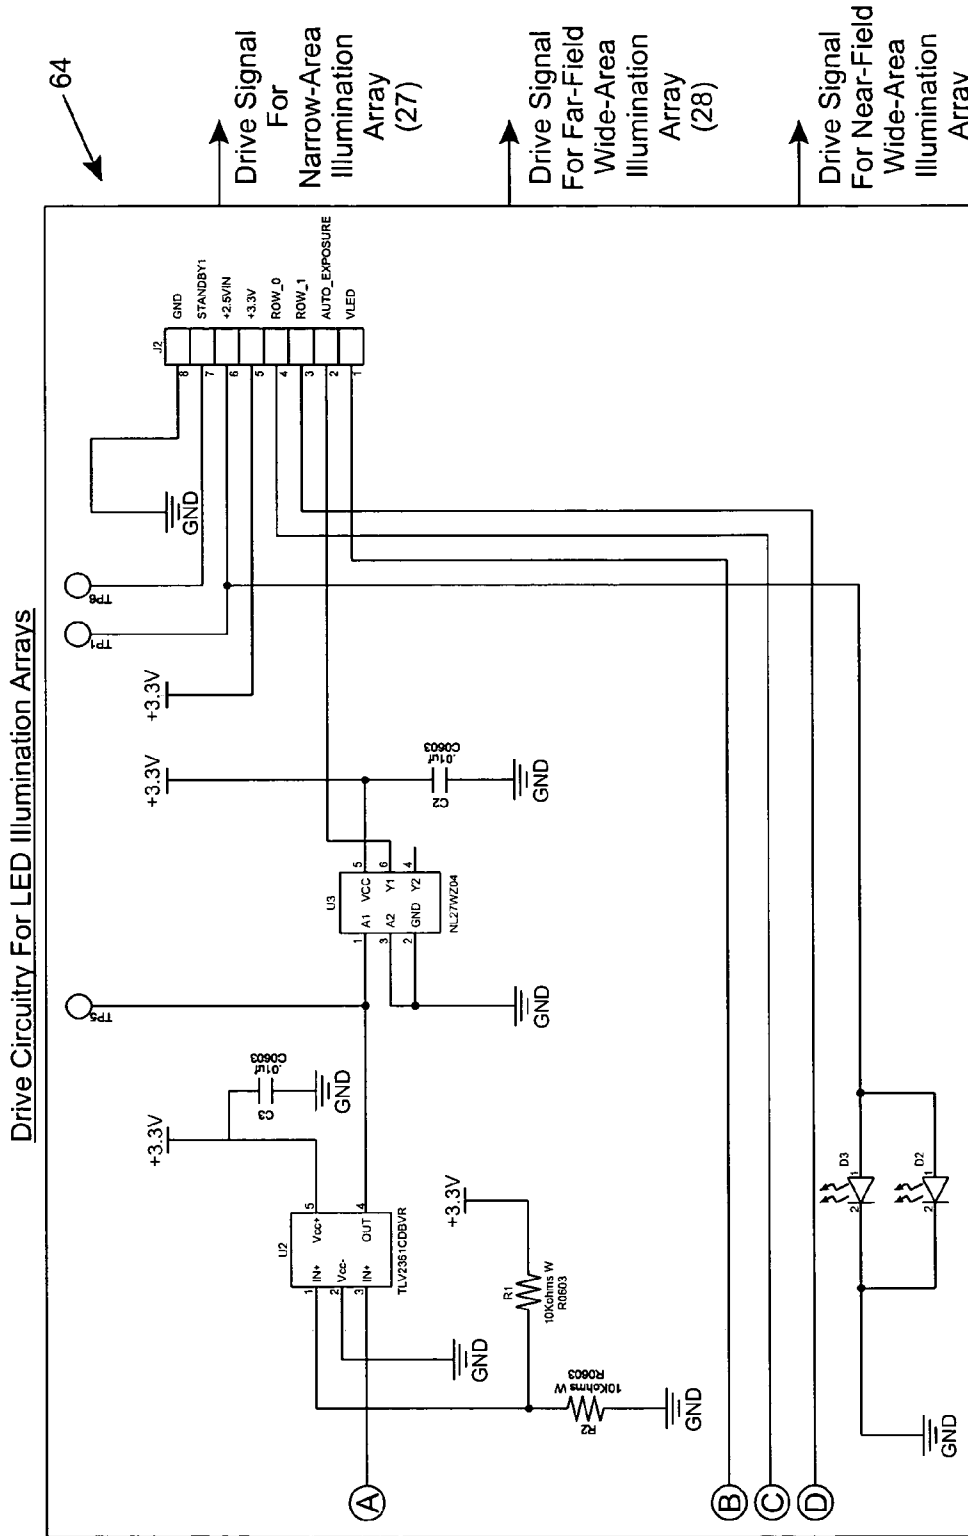 Drive Circuitry For LED Illumination Arrays
64
Drive Signal
For
Narrow-Area
Illumination
Array
(27)
Drive Signal
For Far-Field
Wide-Area
Illumination
Array
(28)
Drive Signal
For Near-Field
Wide-Area
Illumination
Array
J2
8 GND
7 STANDBY1
6 +2.5VIN
5 +3.3V
4 ROW_0
3 ROW_1
2 AUTO_EXPOSURE
1 VLED
GND
TP6
TP1
+3.3V
+3.3V
C2
.01uf
C0603
GND
U3
1 A1 VCC 5
3 A2 Y1 6
2 GND Y2 4
NL27WZ04
GND
TP5
+3.3V
C3
.01uf
C0603
GND
U2
1 IN+ Vcc+ 5
2 Vcc-
3 IN+ OUT 4
TLV2361CDBVR
GND
+3.3V
R1
10Kohms W
R0603
R2
10Kohms W
R0603
GND
A
B
C
D
D3
2 1
D2
2 1
GND